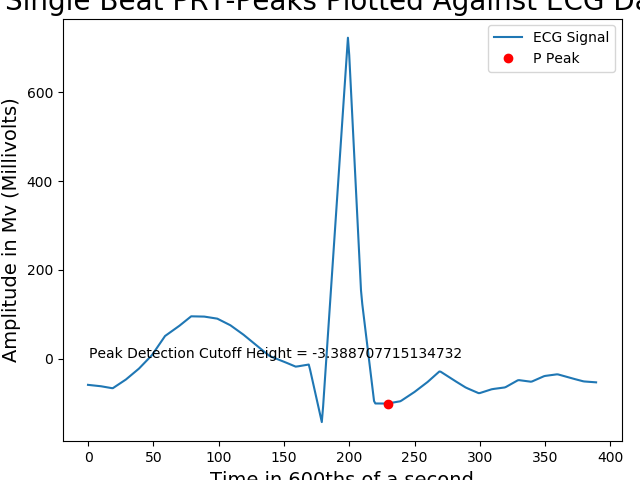 Single Beat PRT-Peaks Plotted Against ECG Da
ECG Signal
P Peak
Amplitude in Mv (Millivolts)
600
400
200
0
Peak Detection Cutoff Height = -3.388707715134732
0 50 100 150 200 250 300 350 400
Time in 600ths of a second